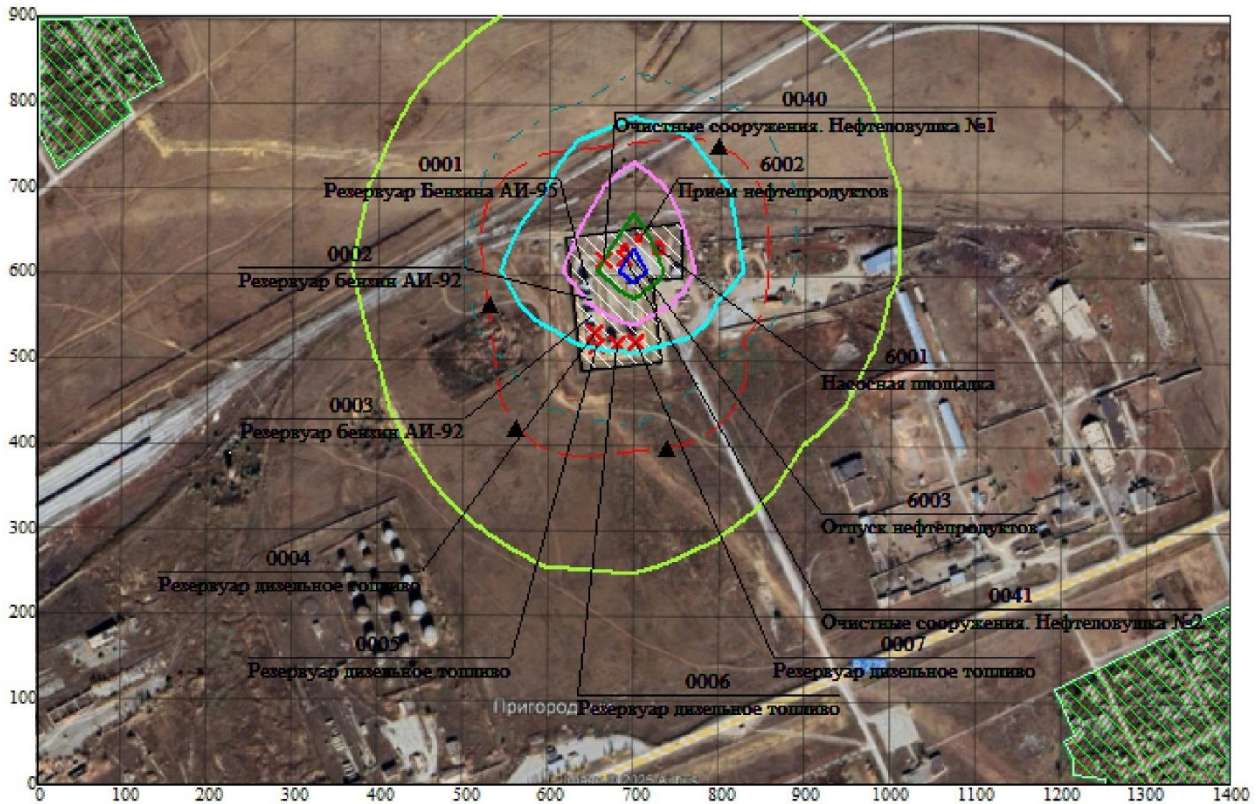 900
0040
Очистные сооружения. Нефтеловушка №1
800
0001
Резервуар Бензина АИ-95
6002
Прием нефтепродуктов
700
0002
Резервуар бензин АИ-92
600
6001
Насосная площадка
500
0003
Резервуар бензин АИ-92
400
6003
Отпуск нефтепродуктов
300
0004
Резервуар дизельное топливо
0041
Очистные сооружения. Нефтеловушка №2
200
0005
Резервуар дизельное топливо
0007
Резервуар дизельное топливо
0006
Резервуар дизельное топливо
100
0
0 100 200 300 400 500 600 700 800 900 1000 1100 1200 1300 1400